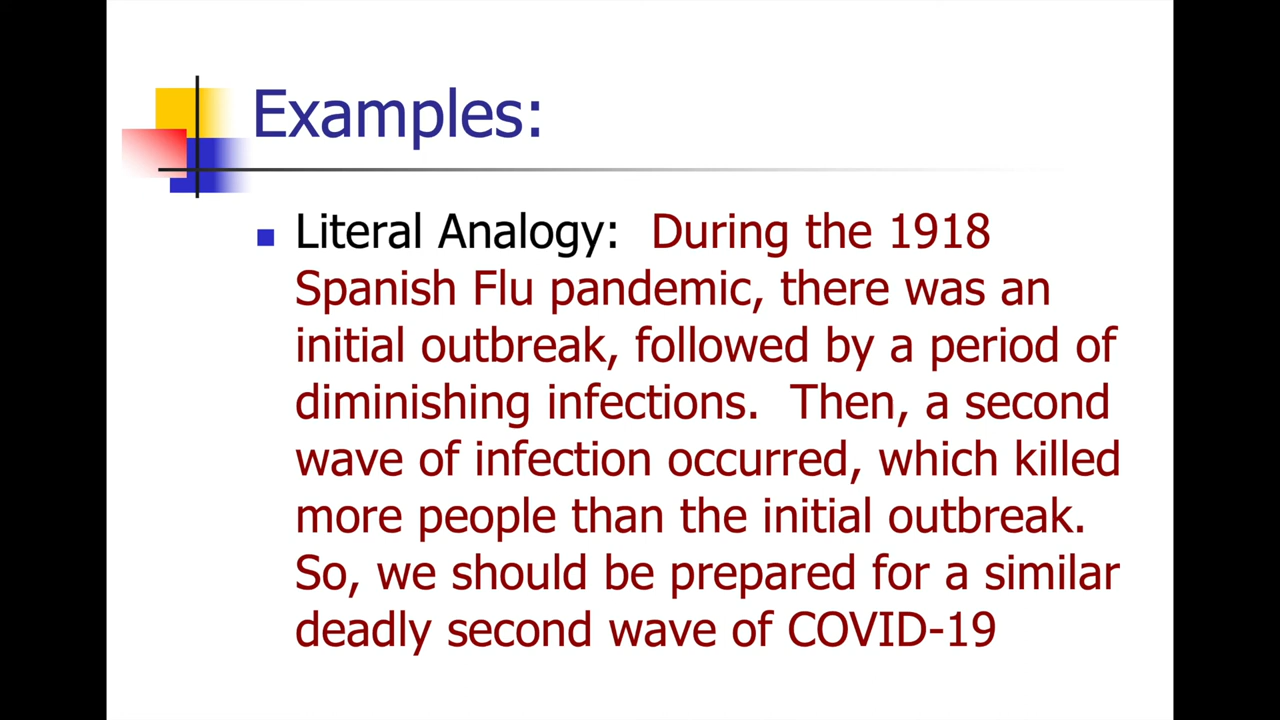 Examples:
Literal Analogy: During the 1918
Spanish Flu pandemic, there was an
initial outbreak, followed by a period of
diminishing infections. Then, a second
wave of infection occurred, which killed
more people than the initial outbreak.
So, we should be prepared for a similar
deadly second wave of COVID-19